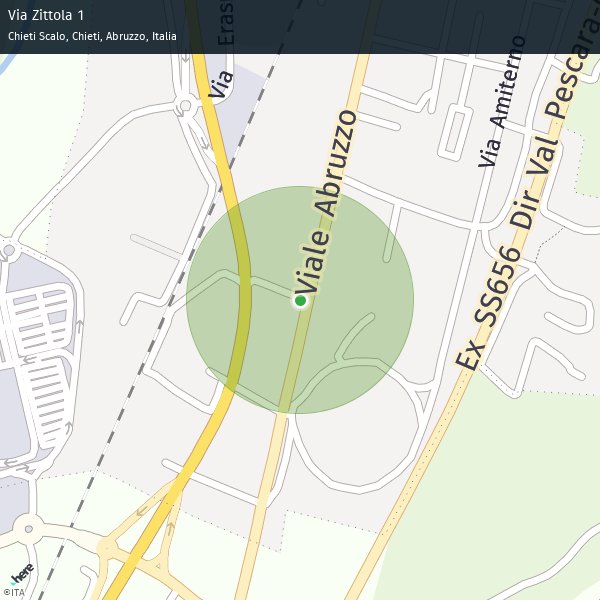 Via Zittola 1
Chieti Scalo, Chieti, Abruzzo, Italia
Via Eras
Viale Abruzzo
Via Amiterno
Ex SS656 Dir Val Pescara-
here
©ITA